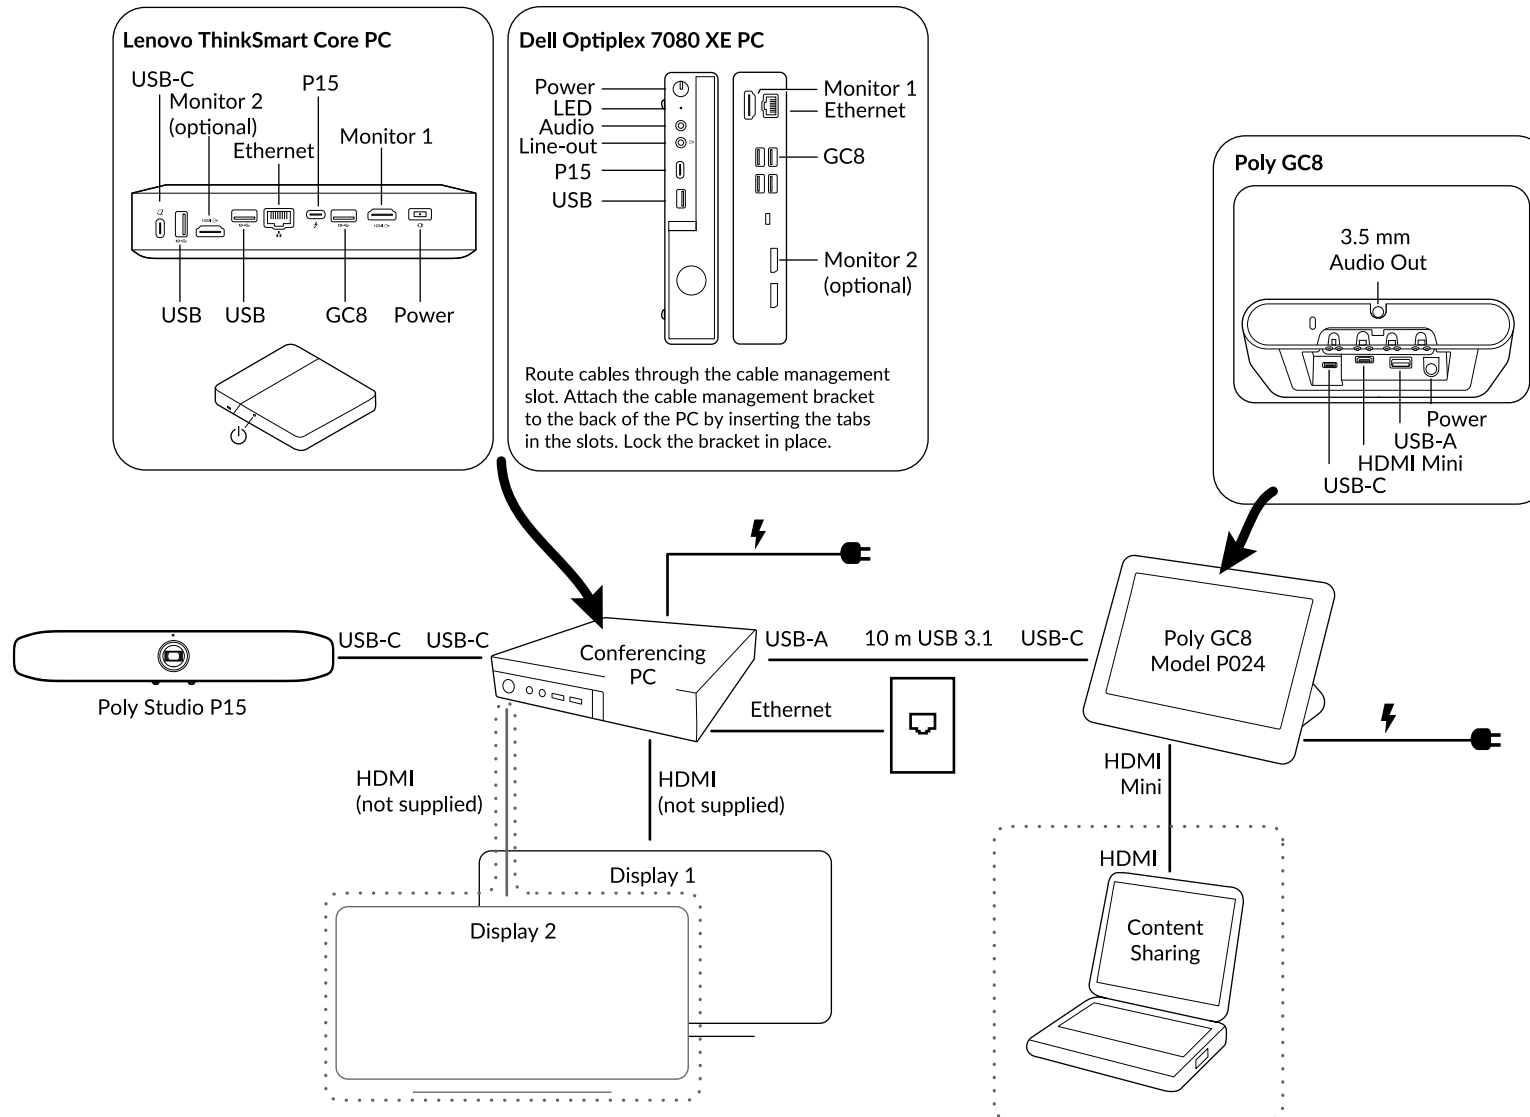 Lenovo ThinkSmart Core PC
USB-C
P15
Monitor 2
(optional)
Ethernet
Monitor 1
HDMI
HDMI
USB
USB
GC8
Power
Dell Optiplex 7080 XE PC
Power
LED
Audio
Line-out
P15
USB
Monitor 1
Ethernet
GC8
Monitor 2
(optional)
Route cables through the cable management
slot. Attach the cable management bracket
to the back of the PC by inserting the tabs
in the slots. Lock the bracket in place.
Poly GC8
3.5 mm
Audio Out
Power
USB-A
HDMI Mini
USB-C
USB-C
USB-C
Conferencing
PC
USB-A
10 m USB 3.1
USB-C
Poly GC8
Model P024
Poly Studio P15
Ethernet
HDMI
(not supplied)
HDMI
(not supplied)
HDMI
Mini
HDMI
Display 1
Display 2
Content
Sharing